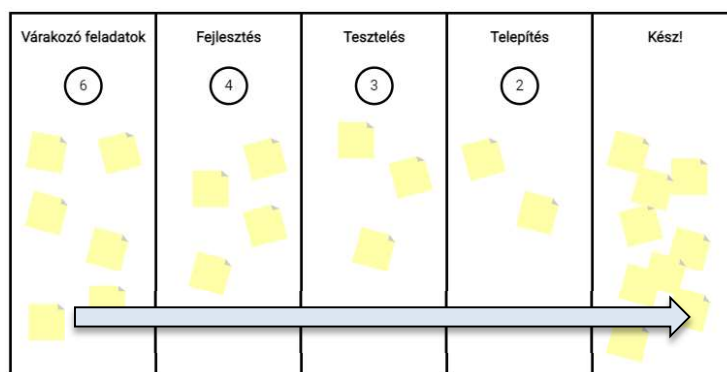 Várakozó feladatok
Fejlesztés
Tesztelés
Telepítés
Kész!
6
4
3
2